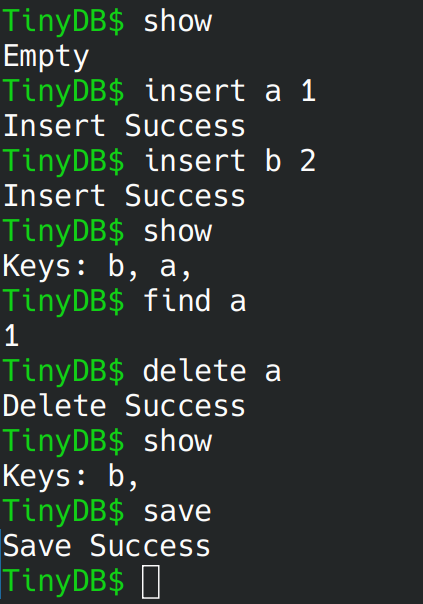 TinyDB$ show
Empty
TinyDB$ insert a 1
Insert Success
TinyDB$ insert b 2
Insert Success
TinyDB$ show
Keys: b, a,
TinyDB$ find a
1
TinyDB$ delete a
Delete Success
TinyDB$ show
Keys: b,
TinyDB$ save
Save Success
TinyDB$